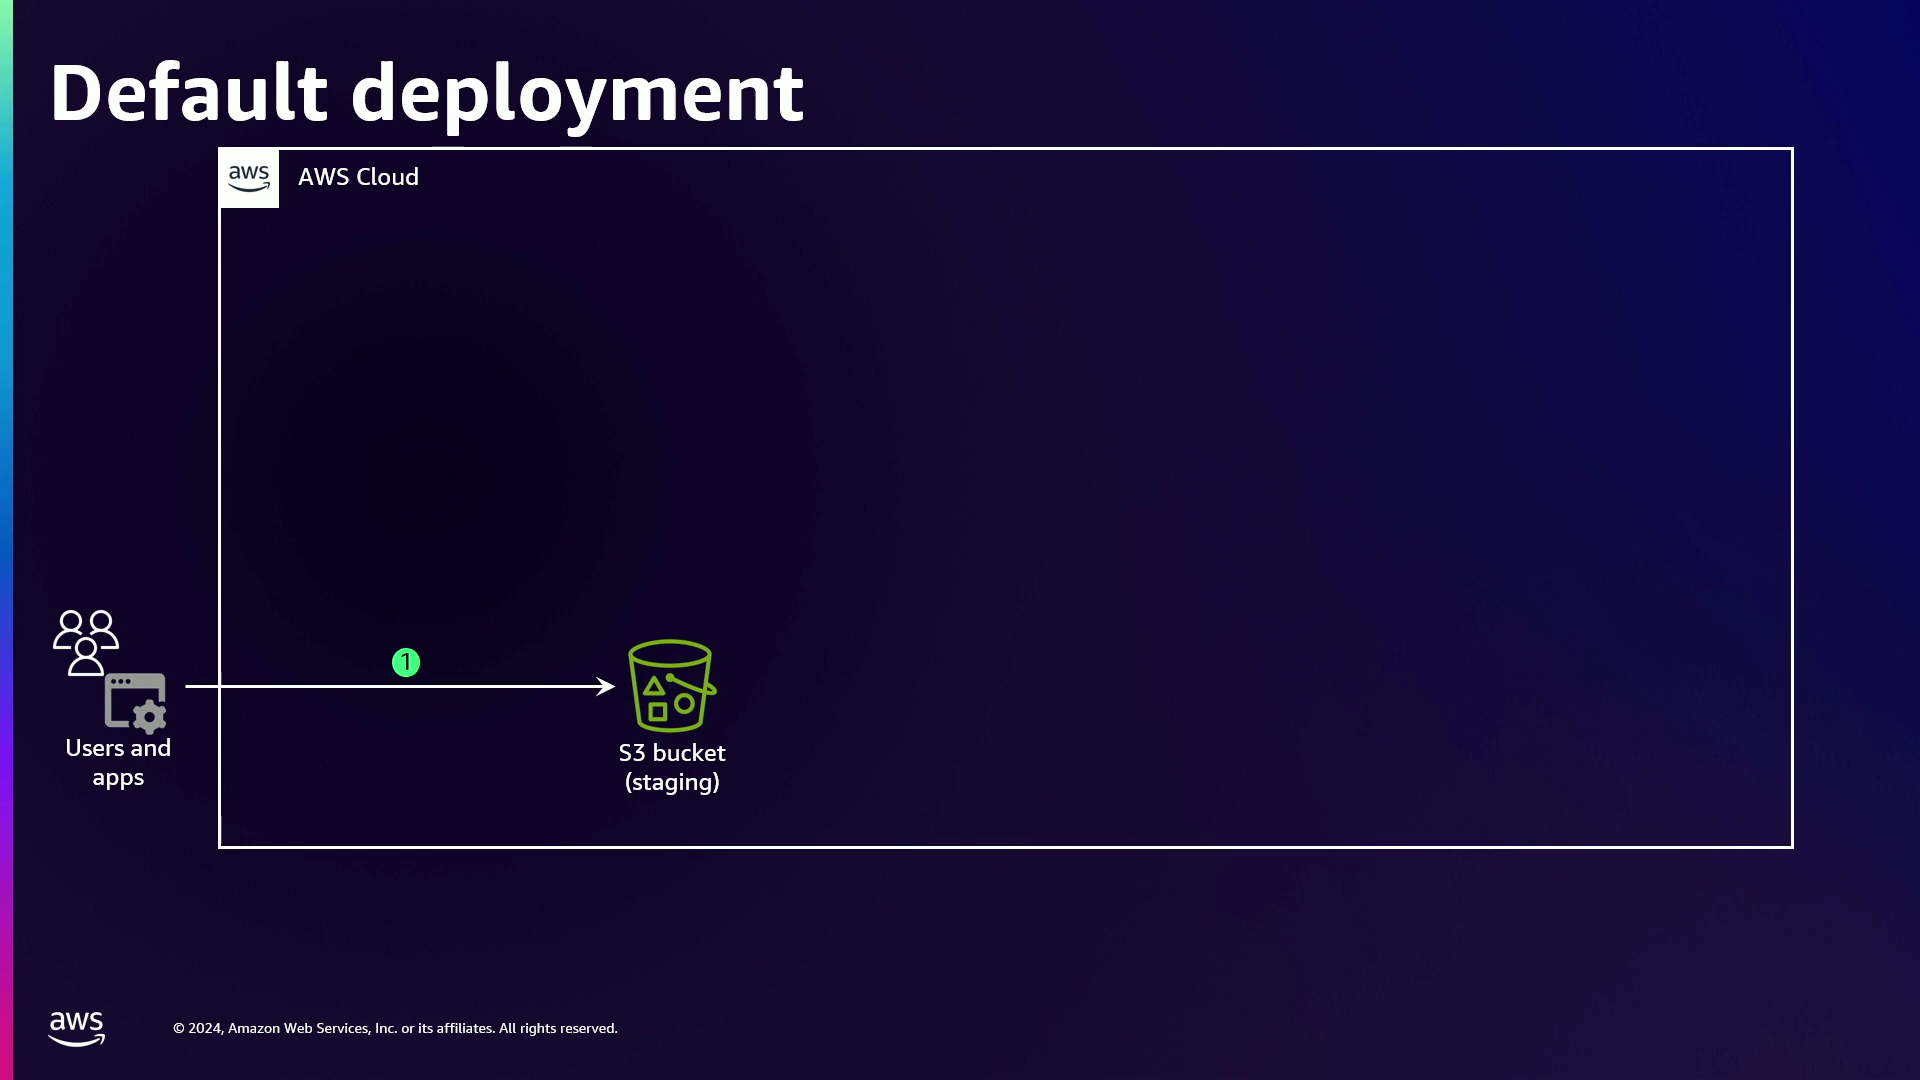 Default deployment
aws
AWS Cloud
1
Users and
apps
S3 bucket
(staging)
aws
© 2024, Amazon Web Services, Inc. or its affiliates. All rights reserved.